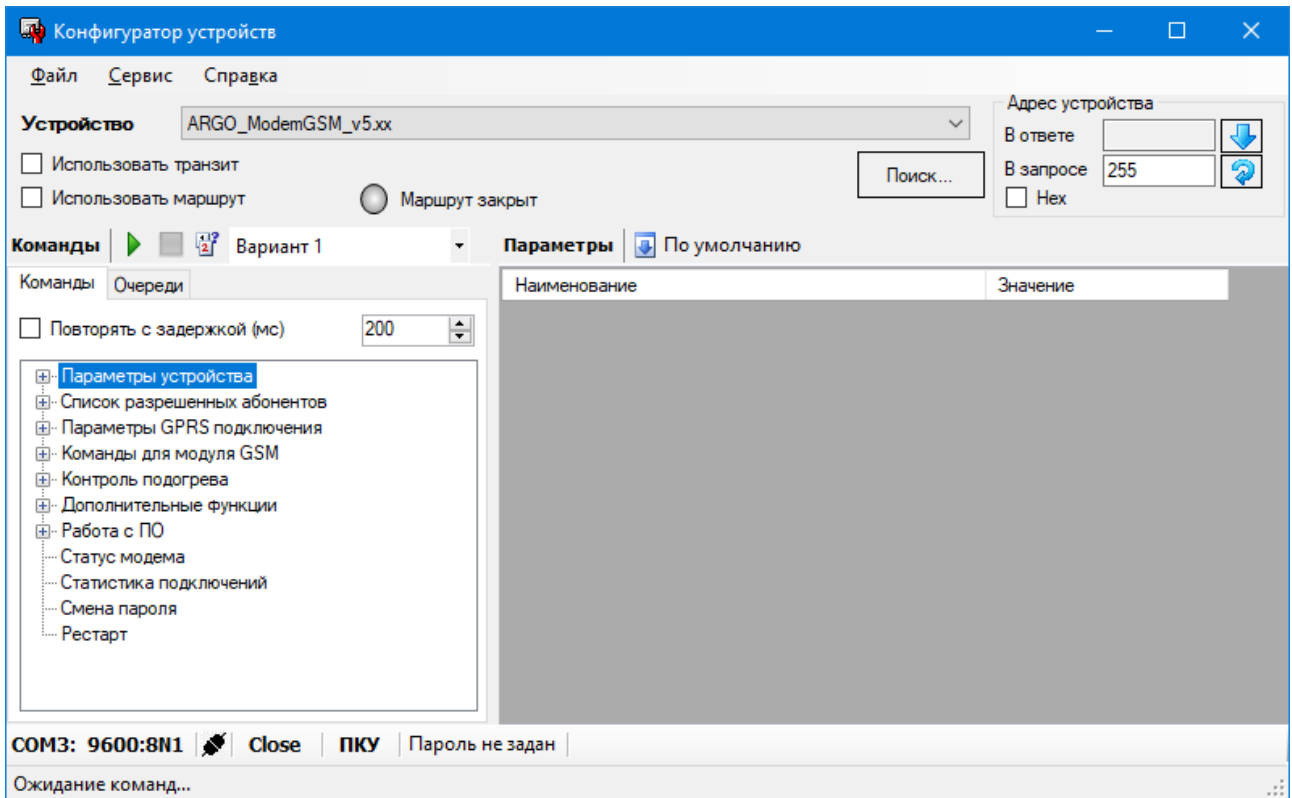 Конфигуратор устройств
Файл Сервис Справка
Устройство ARGO_ModemGSM_v5.xx
Использовать транзит
Использовать маршрут Маршрут закрыт
Поиск...
Адрес устройства
В ответе
В запросе 255
Hex
Команды Вариант 1
Параметры По умолчанию
Команды Очереди
Наименование Значение
Повторять с задержкой (мс) 200
Параметры устройства
Список разрешенных абонентов
Параметры GPRS подключения
Команды для модуля GSM
Контроль подогрева
Дополнительные функции
Работа с ПО
Статус модема
Статистика подключений
Смена пароля
Рестарт
COM3: 9600:8N1 Close ПКУ Пароль не задан
Ожидание команд...